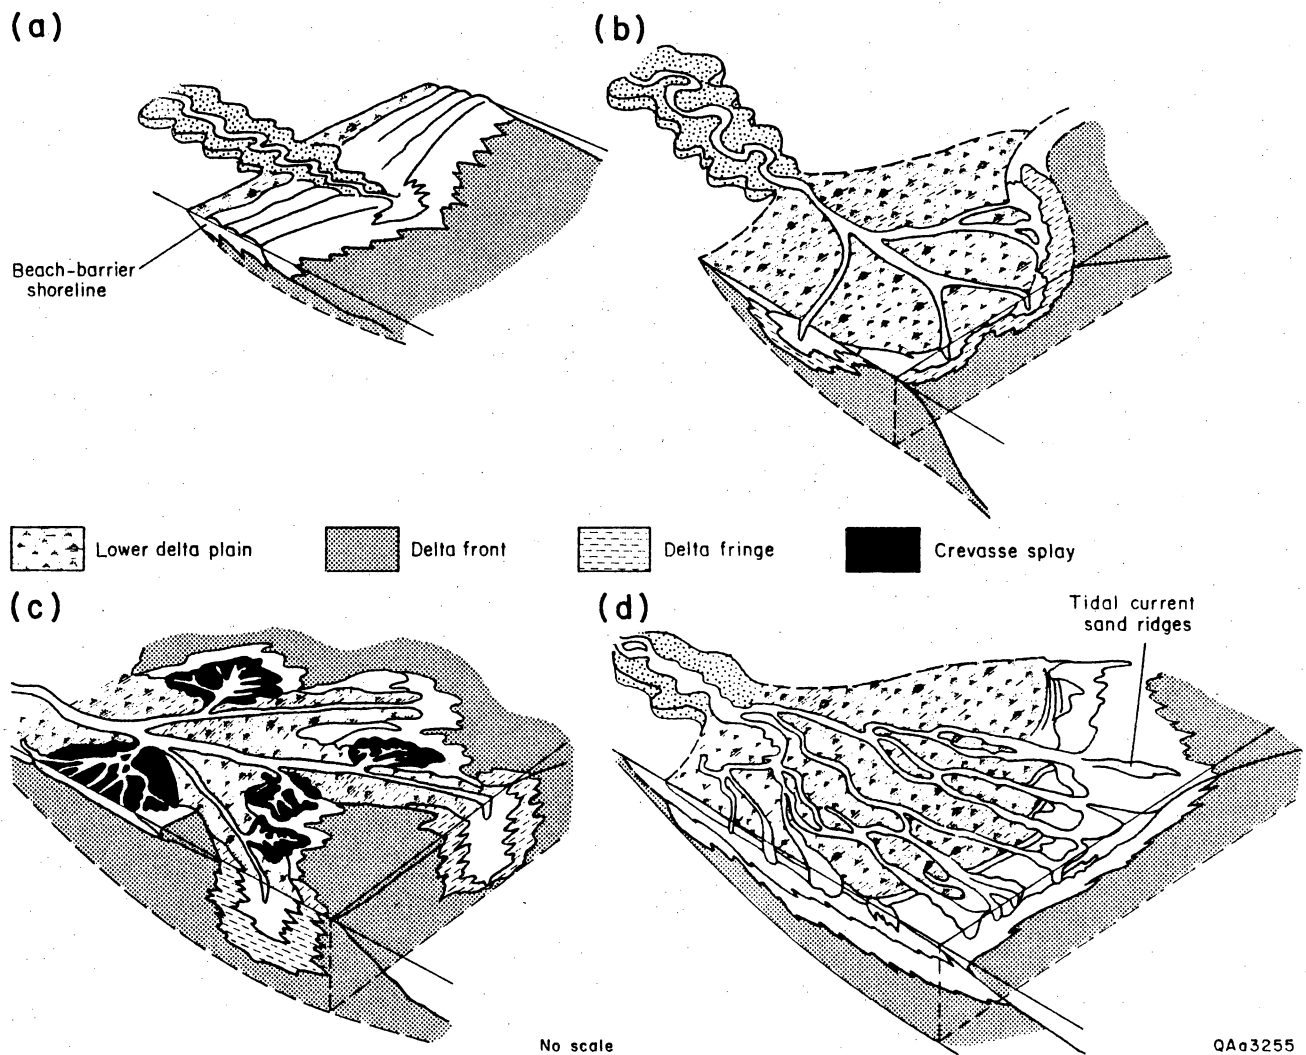 (a)
(b)
Beach-barrier
shoreline
Lower delta plain
Delta front
Delta fringe
Crevasse splay
(c)
(d)
Tidal current
sand ridges
No scale
QAa3255